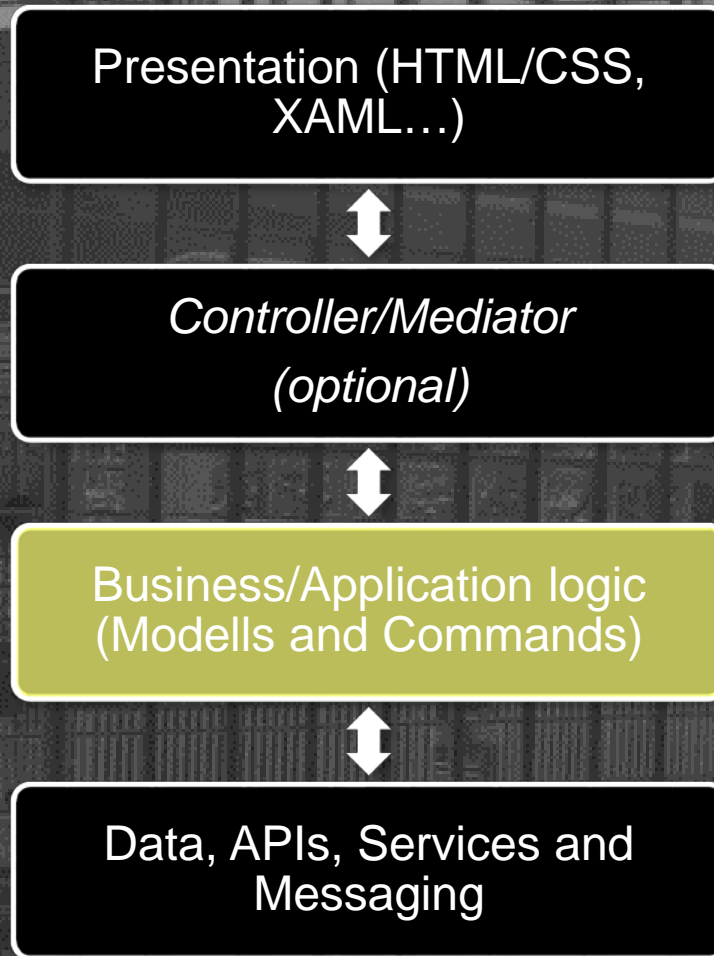 Presentation (HTML/CSS,
XAML…)
Controller/Mediator
(optional)
Business/Application logic
(Modells and Commands)
Data, APIs, Services and
Messaging